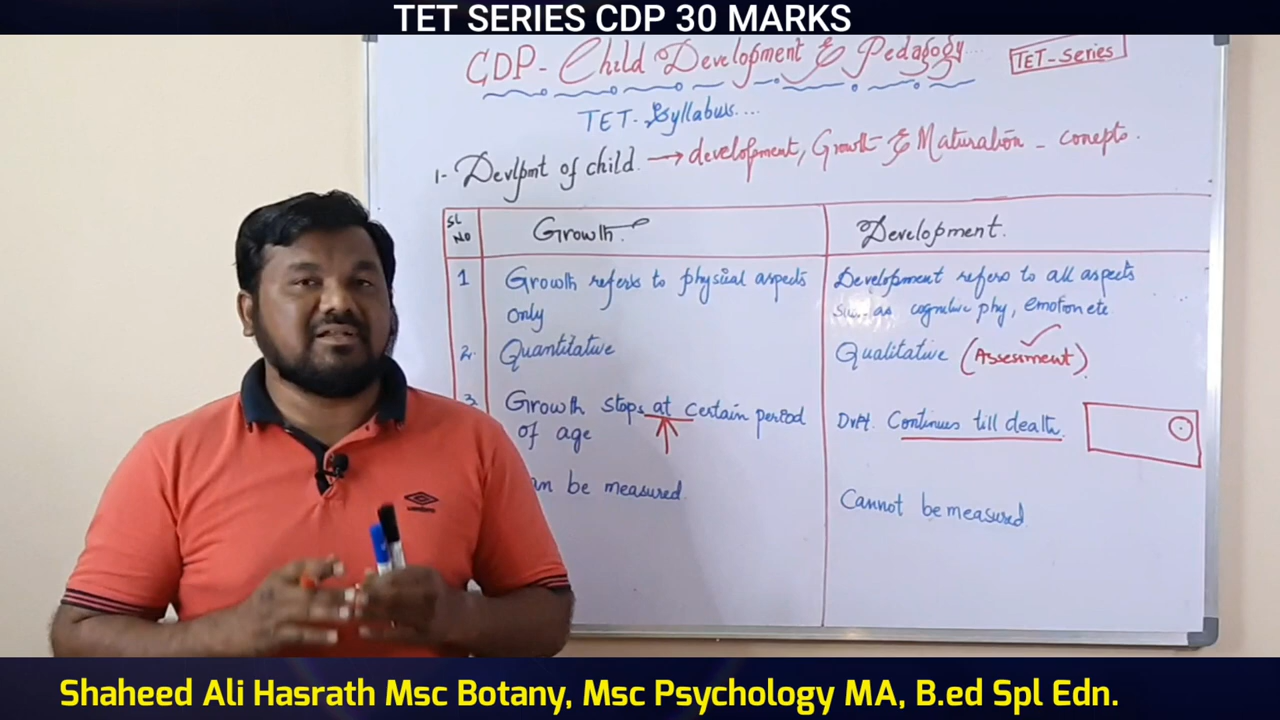 TET SERIES CDP 30 MARKS
CDP - Child Development & Pedagogy....
TET-Series
TET- Syllabus....
1- Devlpmt of child. → development, Growth & Maturation - conepts.
SL NO
Growth.
Development.
1
Growth refers to physical aspects
only
Development refers to all aspects
as cognitive phy, emotion etc
2.
Quantitative
Qualitative (Assessment).
3.
Growth stops at certain period
of age
Continues till death.
an be measured.
Cannot be measured.
UMBRO
Shaheed Ali Hasrath Msc Botany, Msc Psychology MA, B.ed Spl Edn.